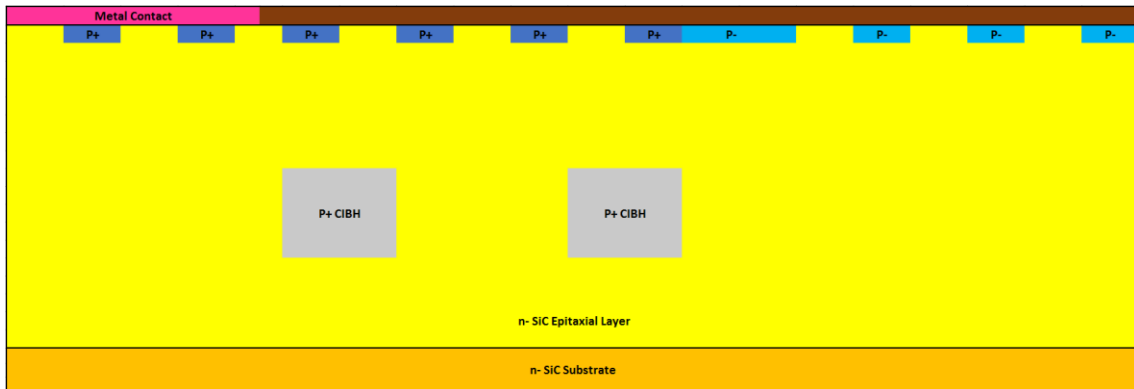 Metal Contact
P+ P+ P+ P+ P+ P+ P- P- P- P-
P+ CIBH P+ CIBH
n- SiC Epitaxial Layer
n- SiC Substrate